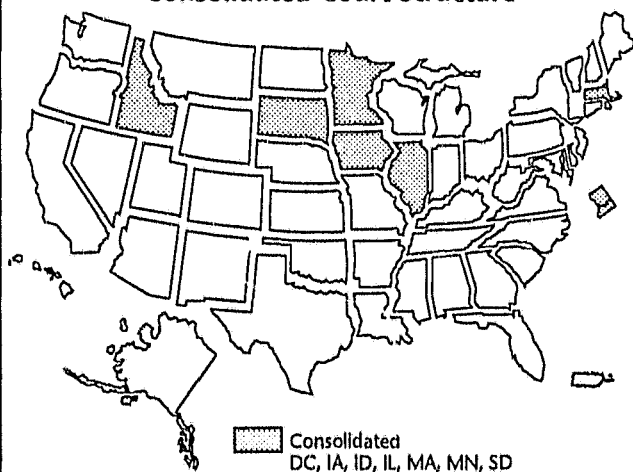 Consolidated Court Structure
Consolidated
DC, IA, ID, IL, MA, MN, SD